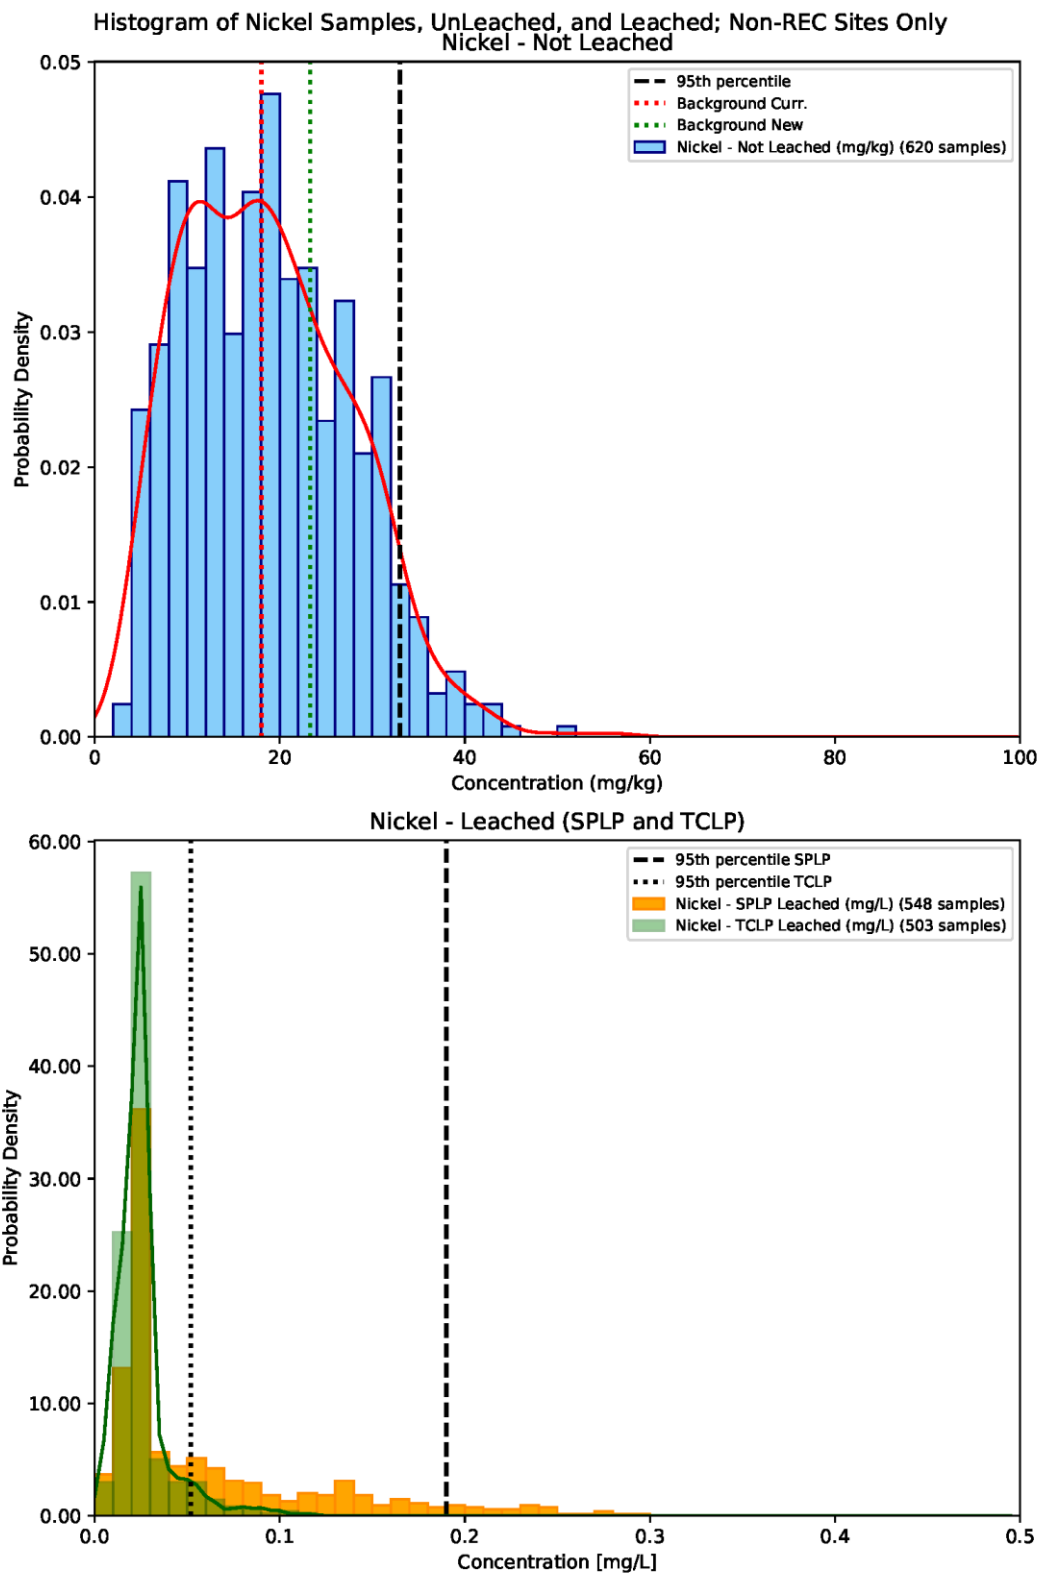 Histogram of Nickel Samples, UnLeached, and Leached; Non-REC Sites Only
Nickel - Not Leached
0.05
0.04
0.03
0.02
0.01
0.00
Probability Density
95th percentile
Background Curr.
Background New
Nickel - Not Leached (mg/kg) (620 samples)
0 20 40 60 80 100
Concentration (mg/kg)
Nickel - Leached (SPLP and TCLP)
60.00
50.00
40.00
30.00
20.00
10.00
0.00
Probability Density
95th percentile SPLP
95th percentile TCLP
Nickel - SPLP Leached (mg/L) (548 samples)
Nickel - TCLP Leached (mg/L) (503 samples)
0.0 0.1 0.2 0.3 0.4 0.5
Concentration [mg/L]